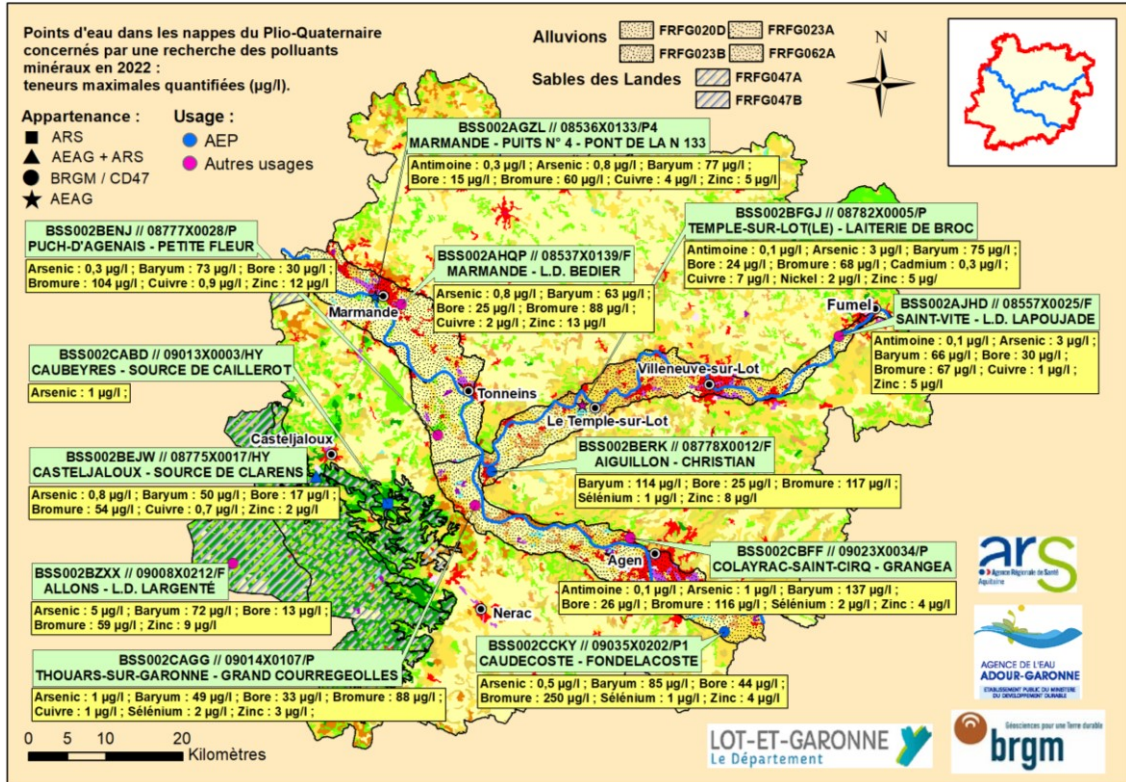 Points d'eau dans les nappes du Plio-Quaternaire
concernés par une recherche des polluants
minéraux en 2022 :
teneurs maximales quantifiées (µg/l).
Appartenance :
ARS
AEAG + ARS
BRGM / CD47
AEAG
Usage :
AEP
Autres usages
Alluvions
FRFG020D
FRFG023A
FRFG023B
FRFG062A
Sables des Landes
FRFG047A
FRFG047B
N
BSS002AGZL // 08536X0133/P4
MARMANDE - PUITS N° 4 - PONT DE LA N 133
Antimoine : 0,3 µg/l ; Arsenic : 0,8 µg/l ; Baryum : 77 µg/l ;
Bore : 15 µg/l ; Bromure : 60 µg/l ; Cuivre : 4 µg/l ; Zinc : 5 µg/l
BSS002BENJ // 08777X0028/P
PUCH-D'AGENAIS - PETITE FLEUR
Arsenic : 0,3 µg/l ; Baryum : 73 µg/l ; Bore : 30 µg/l ;
Bromure : 104 µg/l ; Cuivre : 0,9 µg/l ; Zinc : 12 µg/l
BSS002AHQP // 08537X0139/F
MARMANDE - L.D. BEDIER
Arsenic : 0,8 µg/l ; Baryum : 63 µg/l ;
Bore : 25 µg/l ; Bromure : 88 µg/l ;
Cuivre : 2 µg/l ; Zinc : 13 µg/l
BSS002BFGJ // 08782X0005/P
TEMPLE-SUR-LOT(LE) - LAITERIE DE BROC
Antimoine : 0,1 µg/l ; Arsenic : 3 µg/l ; Baryum : 75 µg/l ;
Bore : 24 µg/l ; Bromure : 68 µg/l ; Cadmium : 0,3 µg/l ;
Cuivre : 7 µg/l ; Nickel : 2 µg/l ; Zinc : 5 µg/
BSS002AJHD // 08557X0025/F
SAINT-VITE - L.D. LAPOUJADE
Antimoine : 0,1 µg/l ; Arsenic : 3 µg/l ;
Baryum : 66 µg/l ; Bore : 30 µg/l ;
Bromure : 67 µg/l ; Cuivre : 1 µg/l ;
Zinc : 5 µg/l
Marmande
Fumel
Villeneuve-sur-Lot
Tonneins
Le Temple-sur-Lot
Casteljaloux
Agen
Nerac
BSS002CABD // 09013X0003/HY
CAUBEYRES - SOURCE DE CAILLEROT
Arsenic : 1 µg/l ;
BSS002BEJW // 08775X0017/HY
CASTELJALOUX - SOURCE DE CLARENS
Arsenic : 0,8 µg/l ; Baryum : 50 µg/l ; Bore : 17 µg/l ;
Bromure : 54 µg/l ; Cuivre : 0,7 µg/l ; Zinc : 2 µg/l
BSS002BERK // 08778X0012/F
AIGUILLON - CHRISTIAN
Baryum : 114 µg/l ; Bore : 25 µg/l ; Bromure : 117 µg/l ;
Sélénium : 1 µg/l ; Zinc : 8 µg/l
BSS002CBFF // 09023X0034/P
COLAYRAC-SAINT-CIRQ - GRANGEA
Antimoine : 0,1 µg/l ; Arsenic : 1 µg/l ; Baryum : 137 µg/l ;
Bore : 26 µg/l ; Bromure : 116 µg/l ; Sélénium : 2 µg/l ; Zinc : 4 µg/l
BSS002BZXX // 09008X0212/F
ALLONS - L.D. LARGENTÉ
Arsenic : 5 µg/l ; Baryum : 72 µg/l ; Bore : 13 µg/l ;
Bromure : 59 µg/l ; Zinc : 9 µg/l
BSS002CAGG // 09014X0107/P
THOUARS-SUR-GARONNE - GRAND COURREGEOLLES
Arsenic : 1 µg/l ; Baryum : 49 µg/l ; Bore : 33 µg/l ; Bromure : 88 µg/l ;
Cuivre : 1 µg/l ; Sélénium : 2 µg/l ; Zinc : 3 µg/l ;
BSS002CCKY // 09035X0202/P1
CAUDECOSTE - FONDELACOSTE
Arsenic : 0,5 µg/l ; Baryum : 85 µg/l ; Bore : 44 µg/l ;
Bromure : 250 µg/l ; Sélénium : 1 µg/l ; Zinc : 4 µg/l
0 5 10 20
Kilomètres
ars
Agence Régionale de Santé
Aquitaine
AGENCE DE L'EAU
ADOUR-GARONNE
ETABLISSEMENT PUBLIC DU MINISTERE
DU DEVELOPPEMENT DURABLE
LOT-ET-GARONNE
Le Département
Géosciences pour une Terre durable
brgm